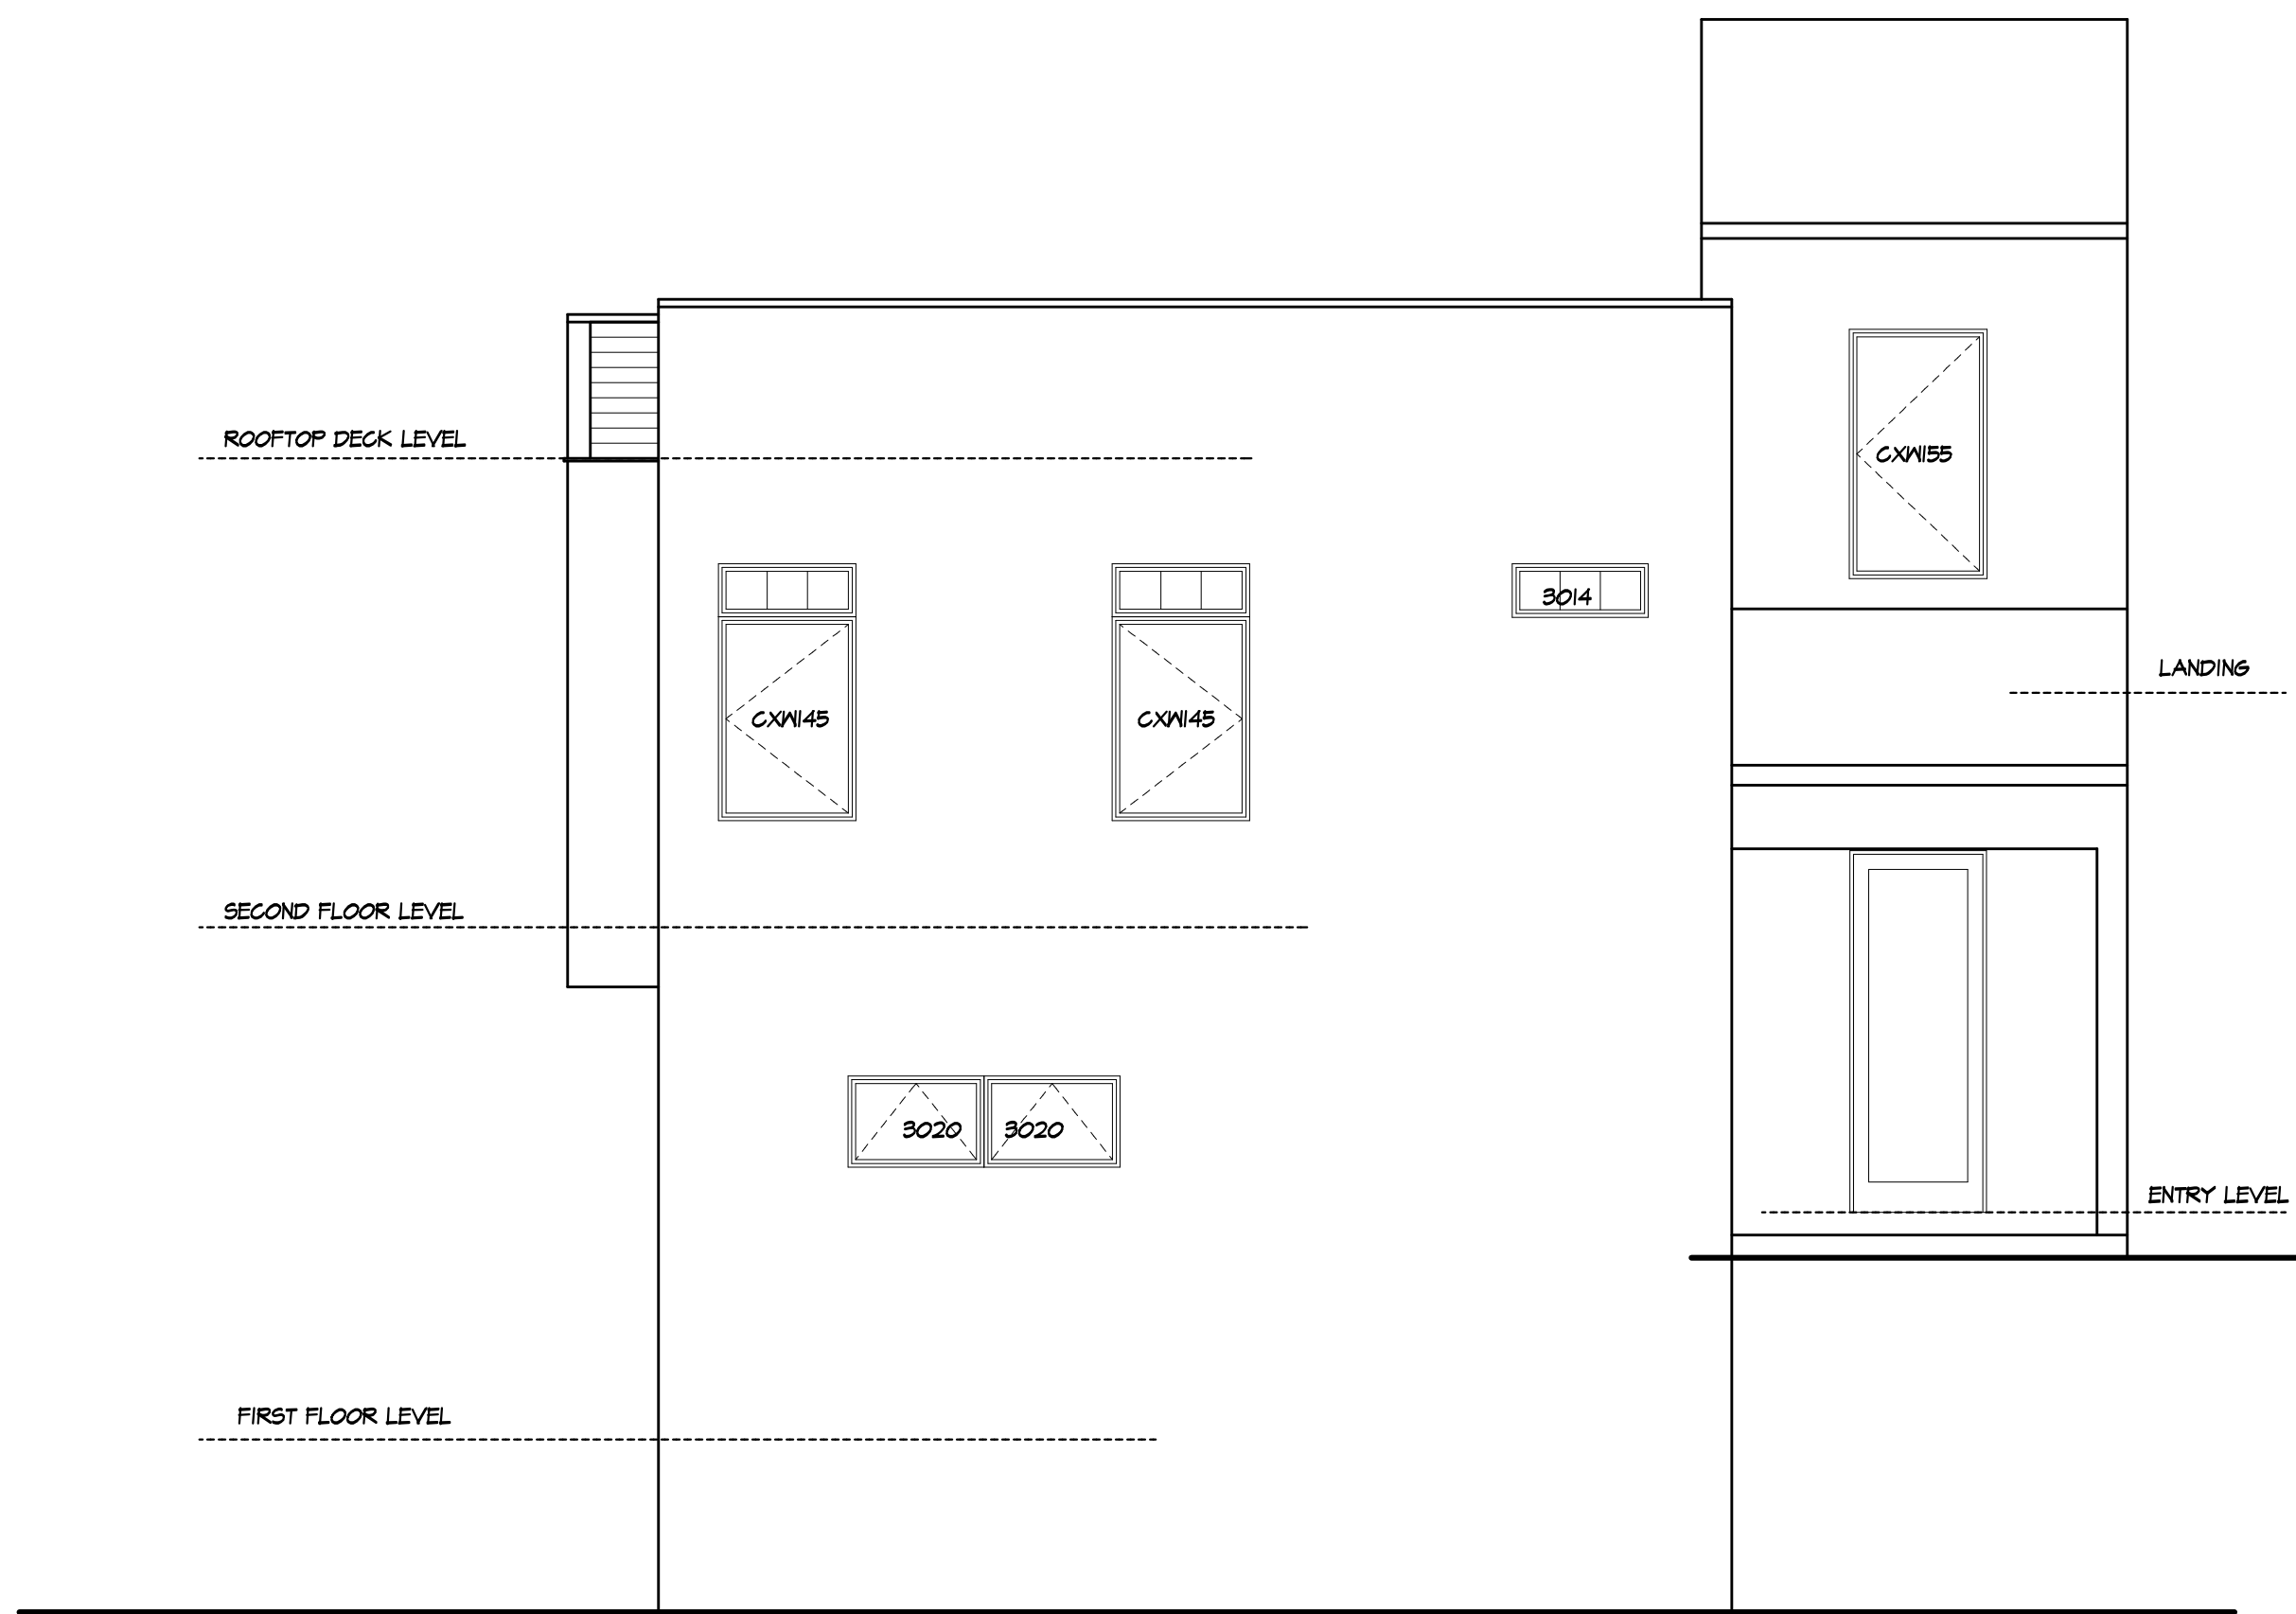 ROOFTOP DECK LEVEL
CXW155
3014
LANDING
CXW145
CXW145
SECOND FLOOR LEVEL
3020
3020
ENTRY LEVEL
FIRST FLOOR LEVEL